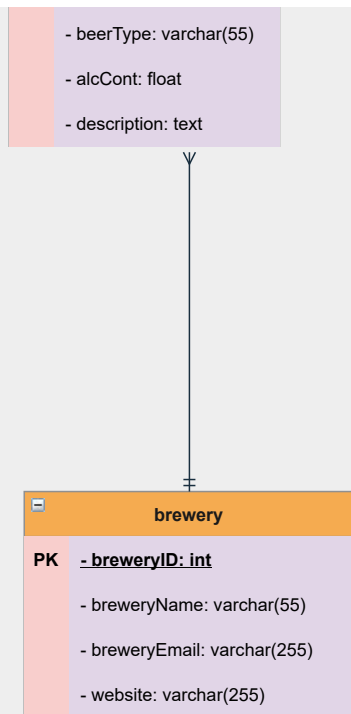 - beerType: varchar(55)
- alcCont: float
- description: text
brewery
PK - breweryID: int
- breweryName: varchar(55)
- breweryEmail: varchar(255)
- website: varchar(255)